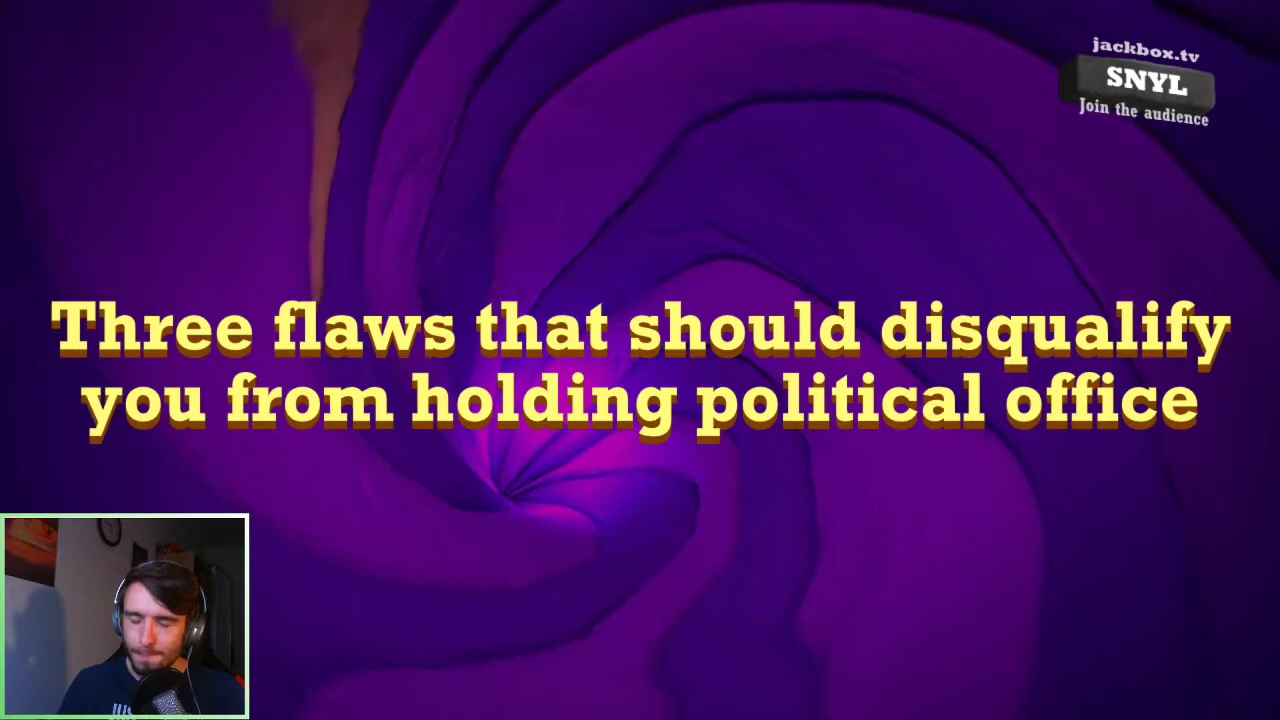 jackbox.tv
SNYL
Join the audience
Three flaws that should disqualify
you from holding political office